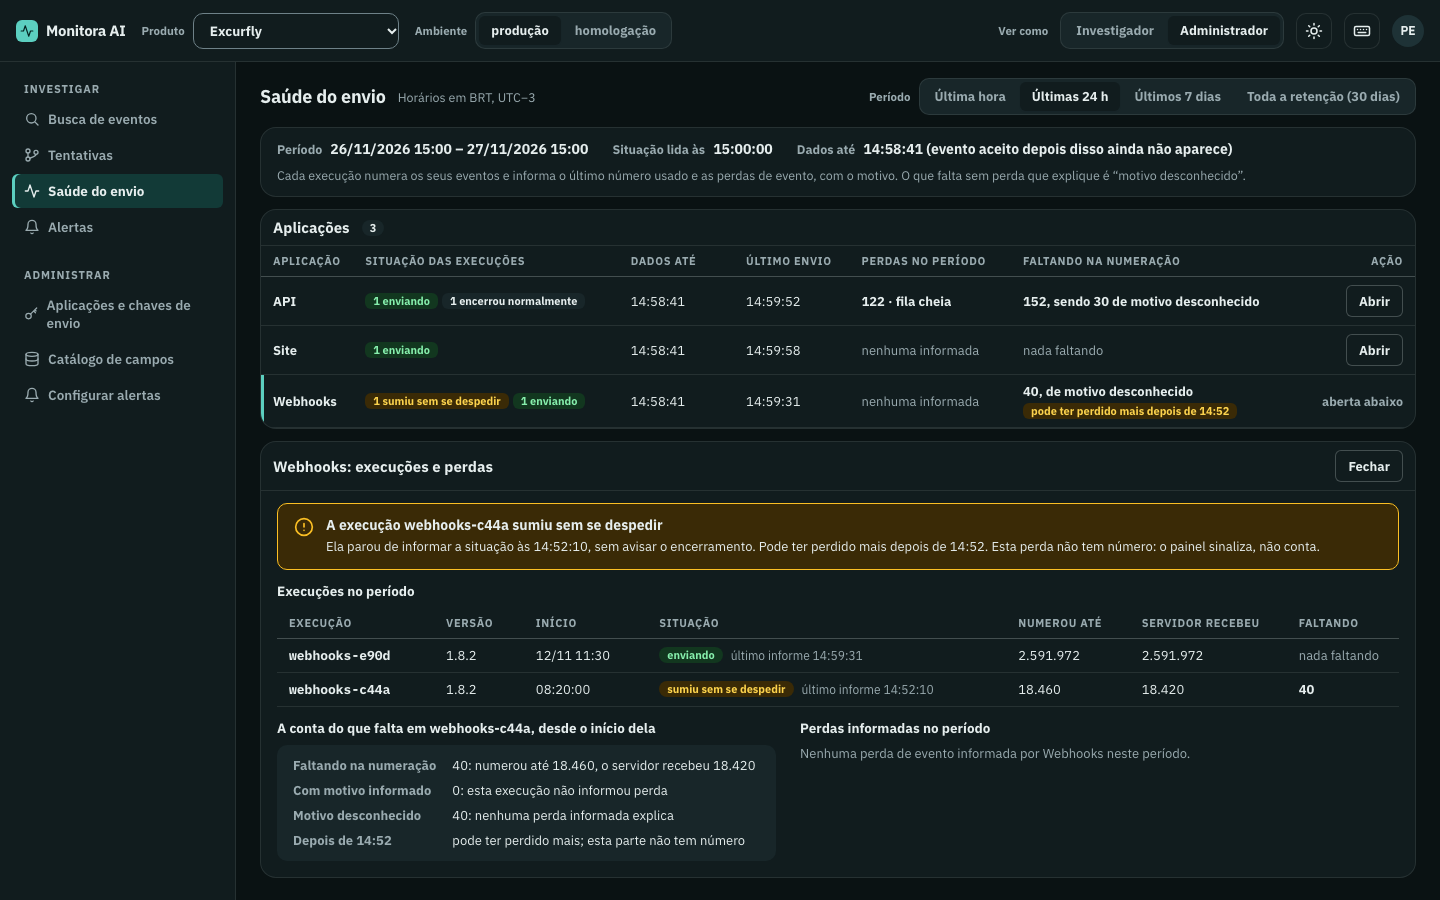 Monitora AI Produto Excurfly Ambiente produção homologação Ver como Investigador Administrador PE
INVESTIGAR
Busca de eventos
Tentativas
Saúde do envio
Alertas
ADMINISTRAR
Aplicações e chaves de
envio
Catálogo de campos
Configurar alertas
Saúde do envio Horários em BRT, UTC−3 Período Última hora Últimas 24 h Últimos 7 dias Toda a retenção (30 dias)
Período 26/11/2026 15:00 – 27/11/2026 15:00 Situação lida às 15:00:00 Dados até 14:58:41 (evento aceito depois disso ainda não aparece)
Cada execução numera os seus eventos e informa o último número usado e as perdas de evento, com o motivo. O que falta sem perda que explique é “motivo desconhecido”.
Aplicações 3
APLICAÇÃO SITUAÇÃO DAS EXECUÇÕES DADOS ATÉ ÚLTIMO ENVIO PERDAS NO PERÍODO FALTANDO NA NUMERAÇÃO AÇÃO
API 1 enviando 1 encerrou normalmente 14:58:41 14:59:52 122 · fila cheia 152, sendo 30 de motivo desconhecido Abrir
Site 1 enviando 14:58:41 14:59:58 nenhuma informada nada faltando Abrir
Webhooks 1 sumiu sem se despedir 1 enviando 14:58:41 14:59:31 nenhuma informada 40, de motivo desconhecido aberta abaixo
pode ter perdido mais depois de 14:52
Webhooks: execuções e perdas Fechar
A execução webhooks-c44a sumiu sem se despedir
Ela parou de informar a situação às 14:52:10, sem avisar o encerramento. Pode ter perdido mais depois de 14:52. Esta perda não tem número: o painel sinaliza, não conta.
Execuções no período
EXECUÇÃO VERSÃO INÍCIO SITUAÇÃO NUMEROU ATÉ SERVIDOR RECEBEU FALTANDO
webhooks-e90d 1.8.2 12/11 11:30 enviando último informe 14:59:31 2.591.972 2.591.972 nada faltando
webhooks-c44a 1.8.2 08:20:00 sumiu sem se despedir último informe 14:52:10 18.460 18.420 40
A conta do que falta em webhooks-c44a, desde o início dela
Faltando na numeração 40: numerou até 18.460, o servidor recebeu 18.420
Com motivo informado 0: esta execução não informou perda
Motivo desconhecido 40: nenhuma perda informada explica
Depois de 14:52 pode ter perdido mais; esta parte não tem número
Perdas informadas no período
Nenhuma perda de evento informada por Webhooks neste período.